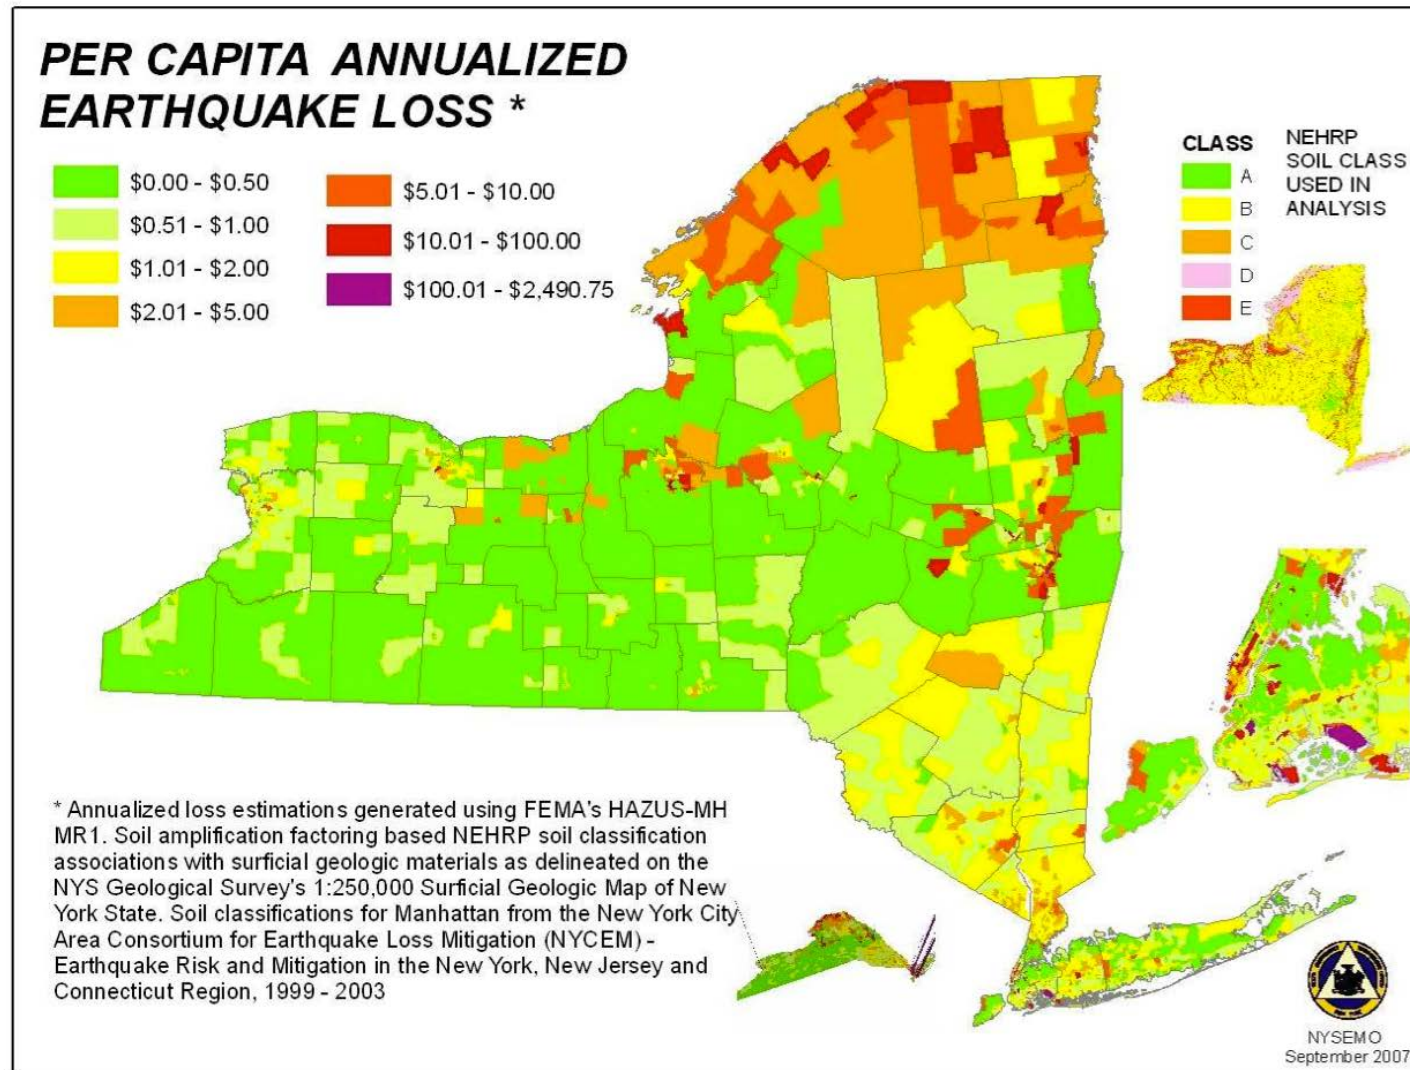 PER CAPITA ANNUALIZED
EARTHQUAKE LOSS *
$0.00 - $0.50
$0.51 - $1.00
$1.01 - $2.00
$2.01 - $5.00
$5.01 - $10.00
$10.01 - $100.00
$100.01 - $2,490.75
CLASS
A
B
C
D
E
NEHRP
SOIL CLASS
USED IN
ANALYSIS
* Annualized loss estimations generated using FEMA's HAZUS-MH
MR1. Soil amplification factoring based NEHRP soil classification
associations with surficial geologic materials as delineated on the
NYS Geological Survey's 1:250,000 Surficial Geologic Map of New
York State. Soil classifications for Manhattan from the New York City
Area Consortium for Earthquake Loss Mitigation (NYCEM) -
Earthquake Risk and Mitigation in the New York, New Jersey and
Connecticut Region, 1999 - 2003
NYSEMO
September 2007